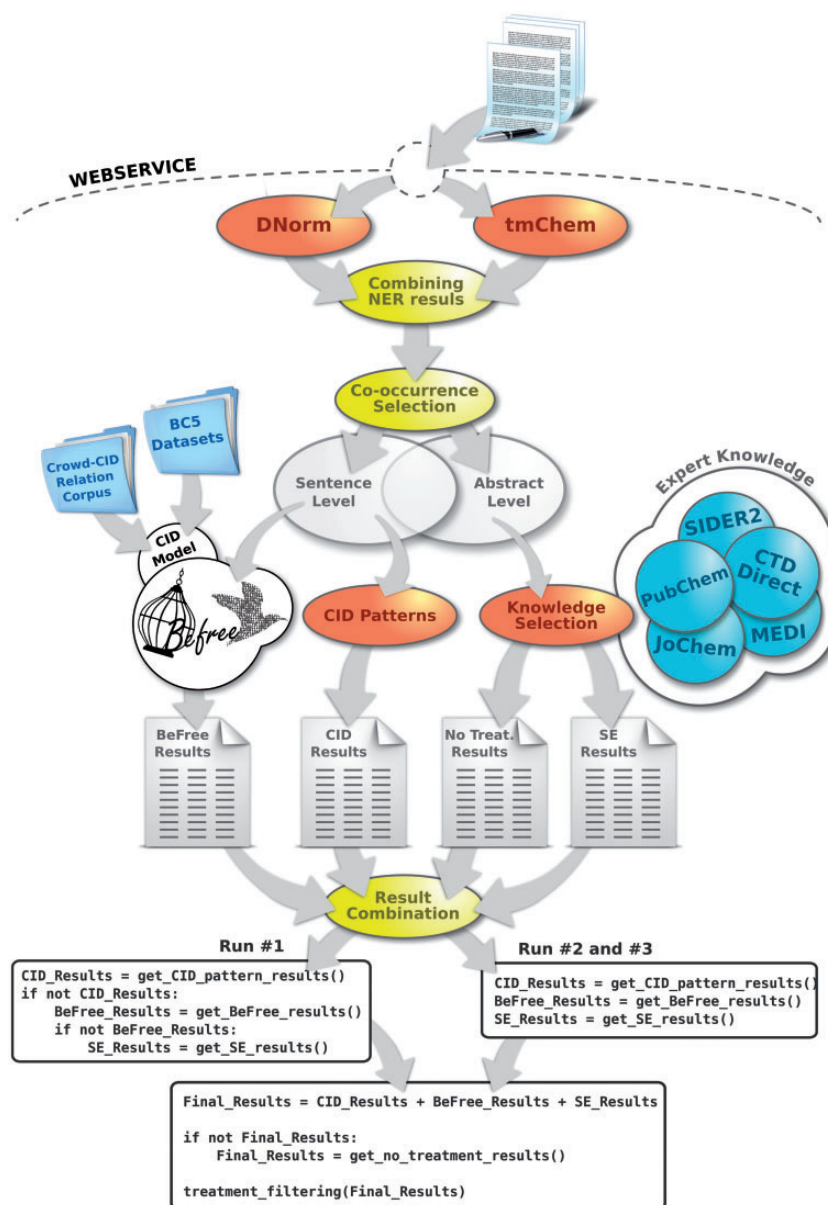 WEBSERVICE
DNorm
tmChem
Combining
NER resuls
Co-occurrence
Selection
BC5
Datasets
Crowd-CID
Relation
Corpus
Sentence
Level
Abstract
Level
Expert Knowledge
SIDER2
CTD
Direct
PubChem
MEDI
JoChem
CID
Model
Befree
CID Patterns
Knowledge
Selection
BeFree
Results
CID
Results
No Treat.
Results
SE
Results
Result
Combination
Run #1
CID_Results = get_CID_pattern_results()
if not CID_Results:
    BeFree_Results = get_BeFree_results()
    if not BeFree_Results:
        SE_Results = get_SE_results()
Run #2 and #3
CID_Results = get_CID_pattern_results()
BeFree_Results = get_BeFree_results()
SE_Results = get_SE_results()
Final_Results = CID_Results + BeFree_Results + SE_Results
if not Final_Results:
    Final_Results = get_no_treatment_results()
treatment_filtering(Final_Results)